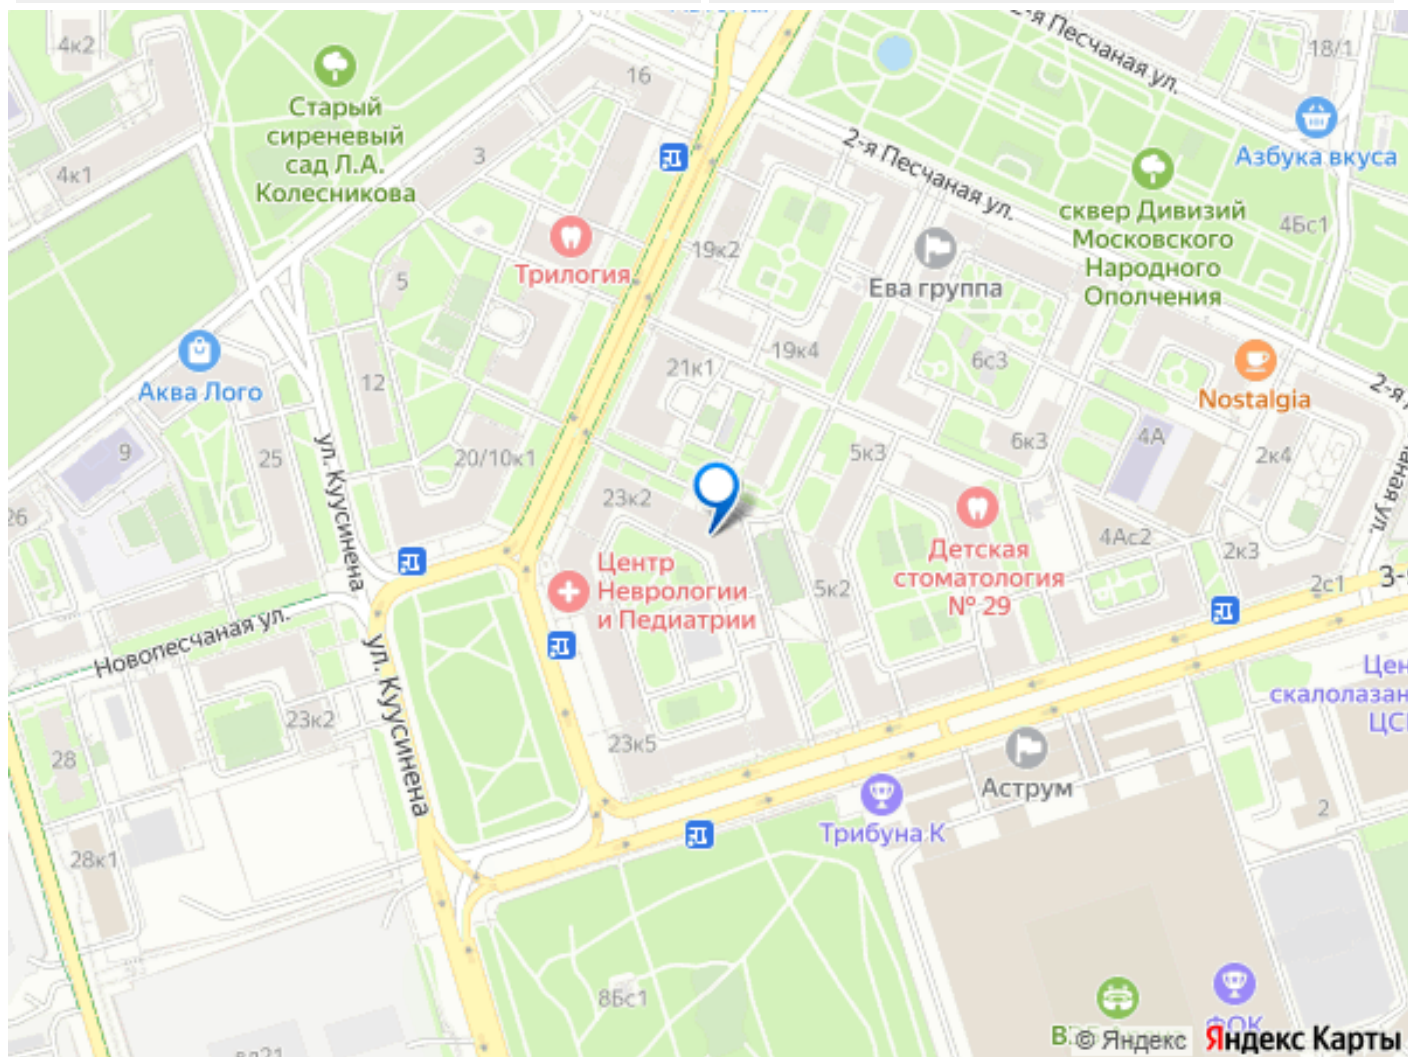 4к2
16
2-я Песчаная ул.
18/1
Старый
сиреневый
сад Л.А.
Колесникова
3
4к1
2-я Песчаная ул.
Азбука вкуса
сквер Дивизий
Московского
Народного
Ополчения
4Бс1
Трилогия
19к2
Ева группа
5
Аква Лого
12
21к1
19к4
6с3
Nostalgia
9
25
ул. Куусинена
20/10к1
5к3
6к3
4А
2к4
26
23к2
Детская
стоматология
№ 29
4Ас2
2к3
2с1
Центр
Неврологии
и Педиатрии
5к2
Новопесчаная ул.
ул. Куусинена
23к2
28
23к5
Аструм
Трибуна К
2
28к1
8Бс1
ФОК
© Яндекс
Яндекс Карты